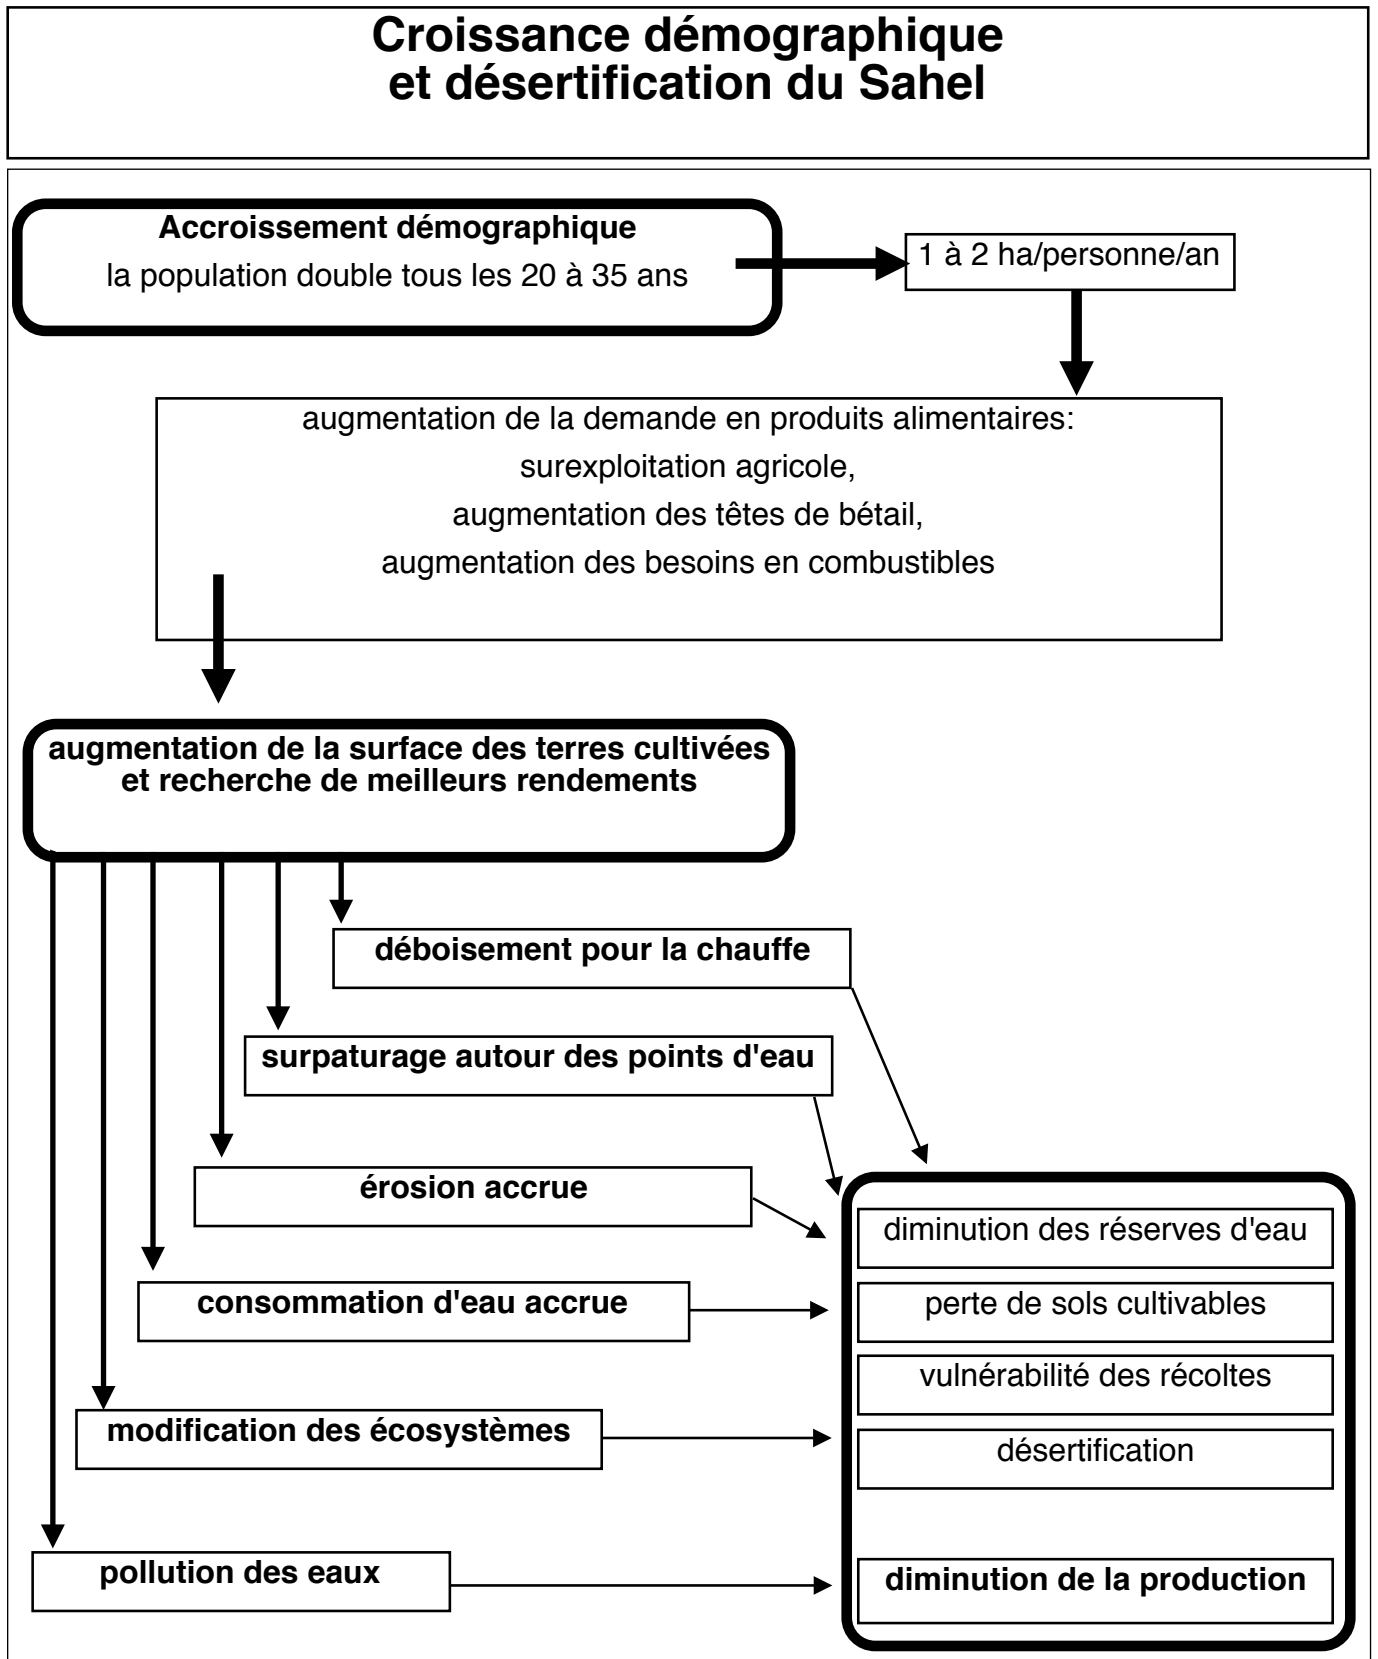 Croissance démographique
et désertification du Sahel
Accroissement démographique
la population double tous les 20 à 35 ans
1 à 2 ha/personne/an
augmentation de la demande en produits alimentaires:
surexploitation agricole,
augmentation des têtes de bétail,
augmentation des besoins en combustibles
augmentation de la surface des terres cultivées
et recherche de meilleurs rendements
déboisement pour la chauffe
surpaturage autour des points d'eau
érosion accrue
diminution des réserves d'eau
consommation d'eau accrue
perte de sols cultivables
vulnérabilité des récoltes
modification des écosystèmes
désertification
pollution des eaux
diminution de la production